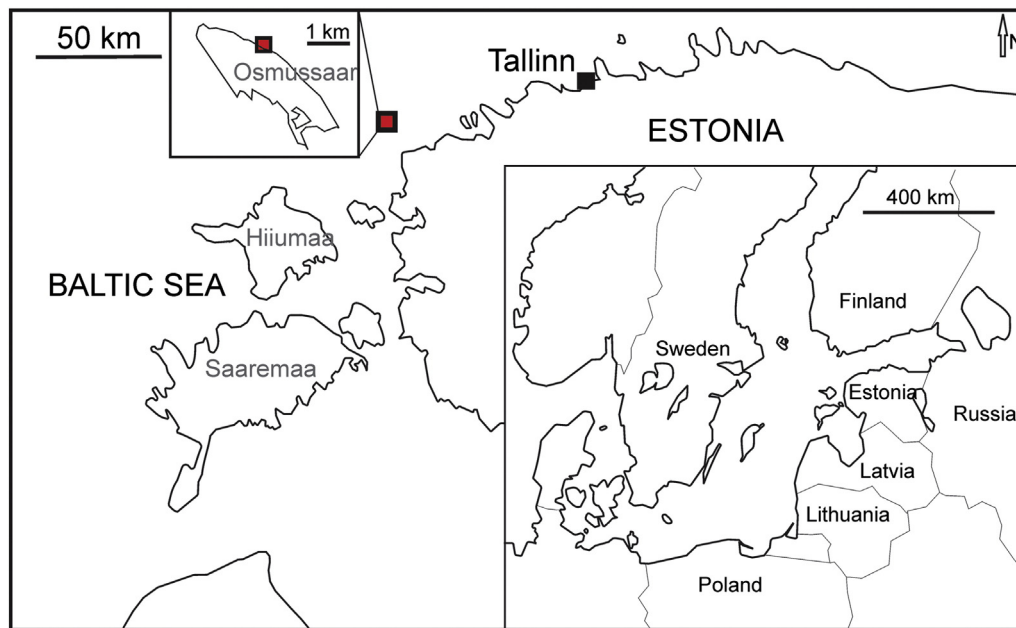 50 km
1 km
Osmussaar
Tallinn
N
ESTONIA
400 km
Hiiumaa
BALTIC SEA
Finland
Sweden
Saaremaa
Estonia
Russia
Latvia
Lithuania
Poland